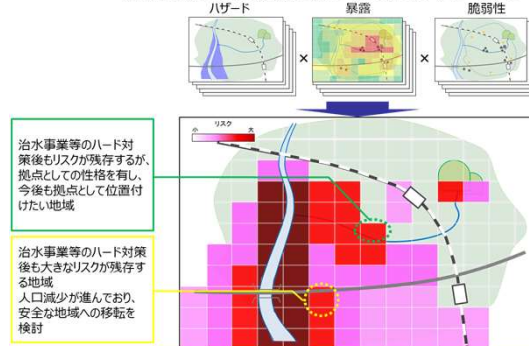 ハザード
暴露
脆弱性
×
×
リスク
小
大
治水事業等のハード対
策後もリスクが残存するが、
拠点としての性格を有し、
今後も拠点として位置付
けたい地域
治水事業等のハード対策
後も大きなリスクが残存す
る地域
人口減少が進んでおり、
安全な地域への移転を
検討